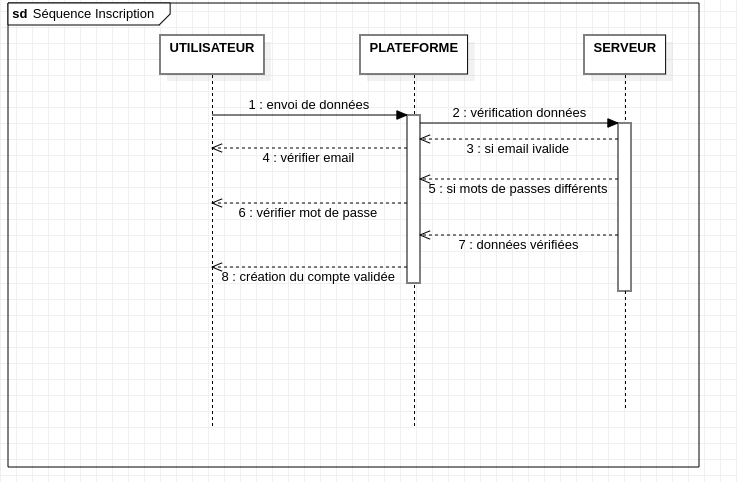 sd Séquence Inscription
UTILISATEUR
PLATEFORME
SERVEUR
1 : envoi de données
2 : vérification données
3 : si email ivalide
4 : vérifier email
5 : si mots de passes différents
6 : vérifier mot de passe
7 : données vérifiées
8 : création du compte validée